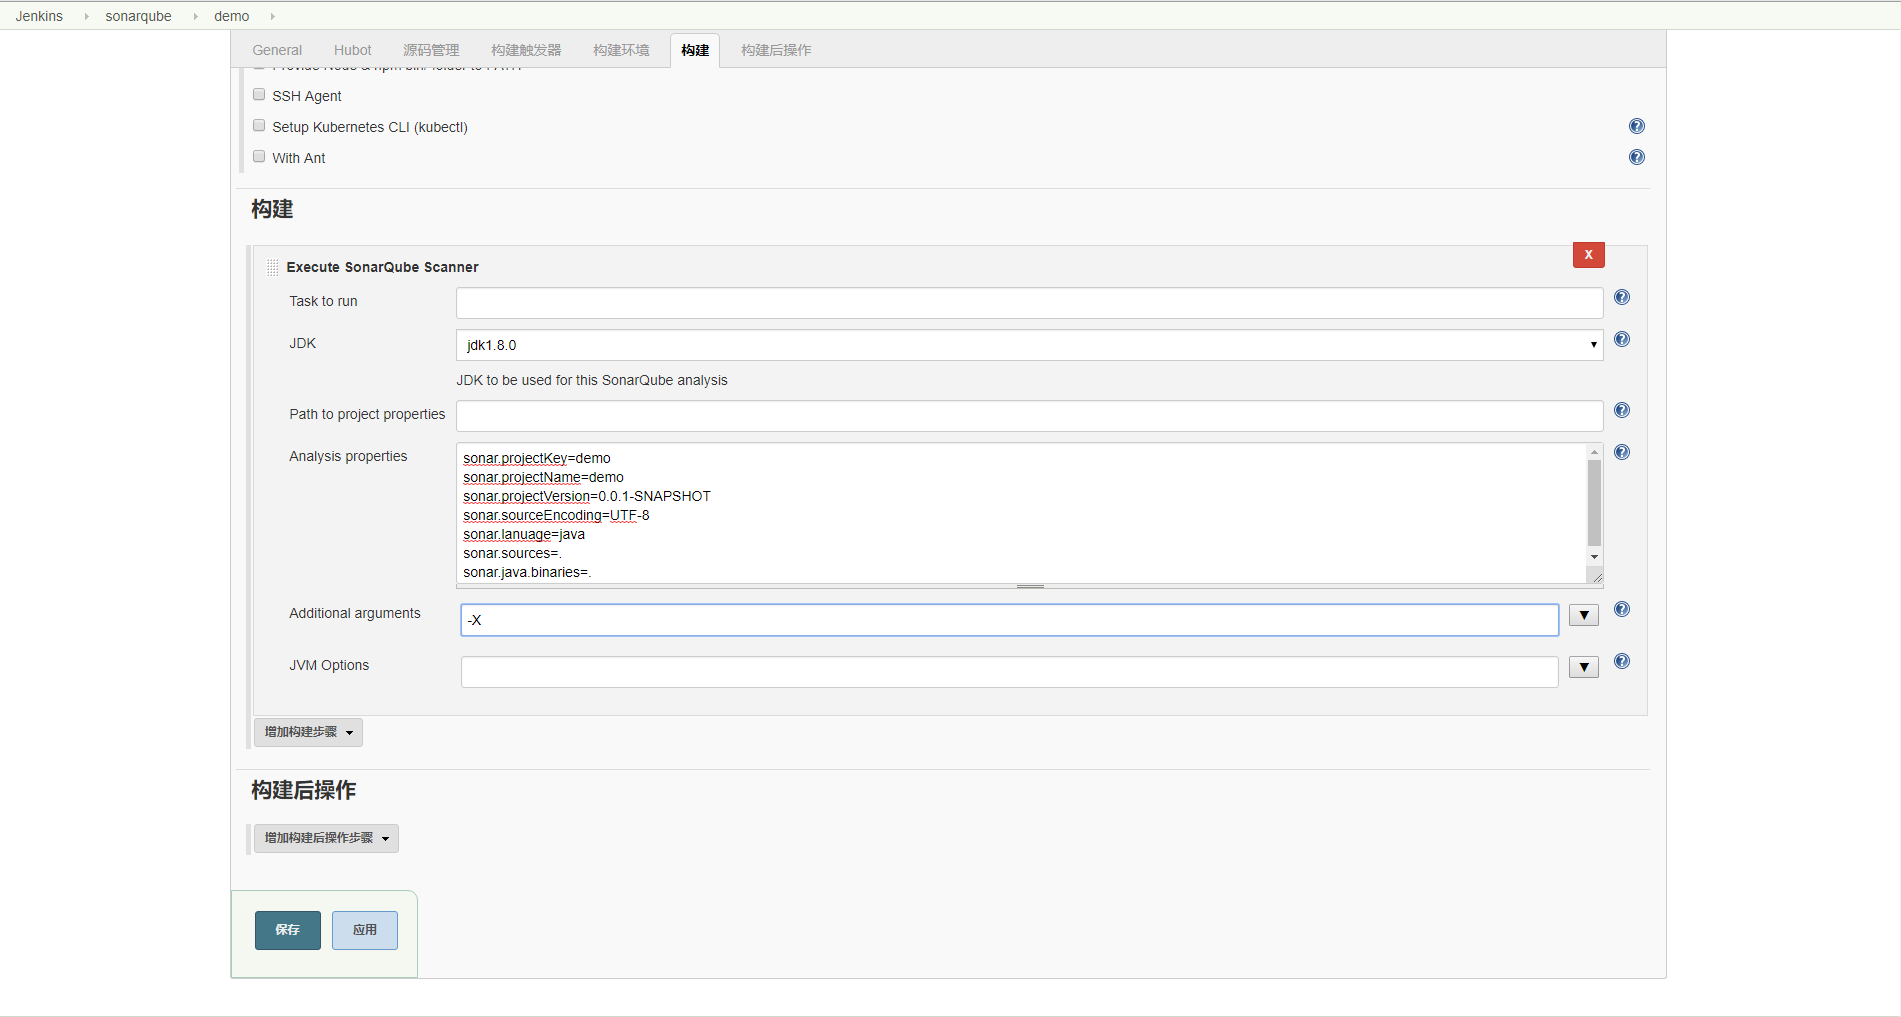 Jenkins sonarqube demo
General Hubot 源码管理 构建触发器 构建环境 构建 构建后操作
SSH Agent
Setup Kubernetes CLI (kubectl)
With Ant
构建
X
Execute SonarQube Scanner
Task to run
JDK jdk1.8.0
JDK to be used for this SonarQube analysis
Path to project properties
Analysis properties
sonar.projectKey=demo
sonar.projectName=demo
sonar.projectVersion=0.0.1-SNAPSHOT
sonar.sourceEncoding=UTF-8
sonar.lanuage=java
sonar.sources=.
sonar.java.binaries=.
Additional arguments -X
JVM Options
增加构建步骤
构建后操作
增加构建后操作步骤
保存 应用